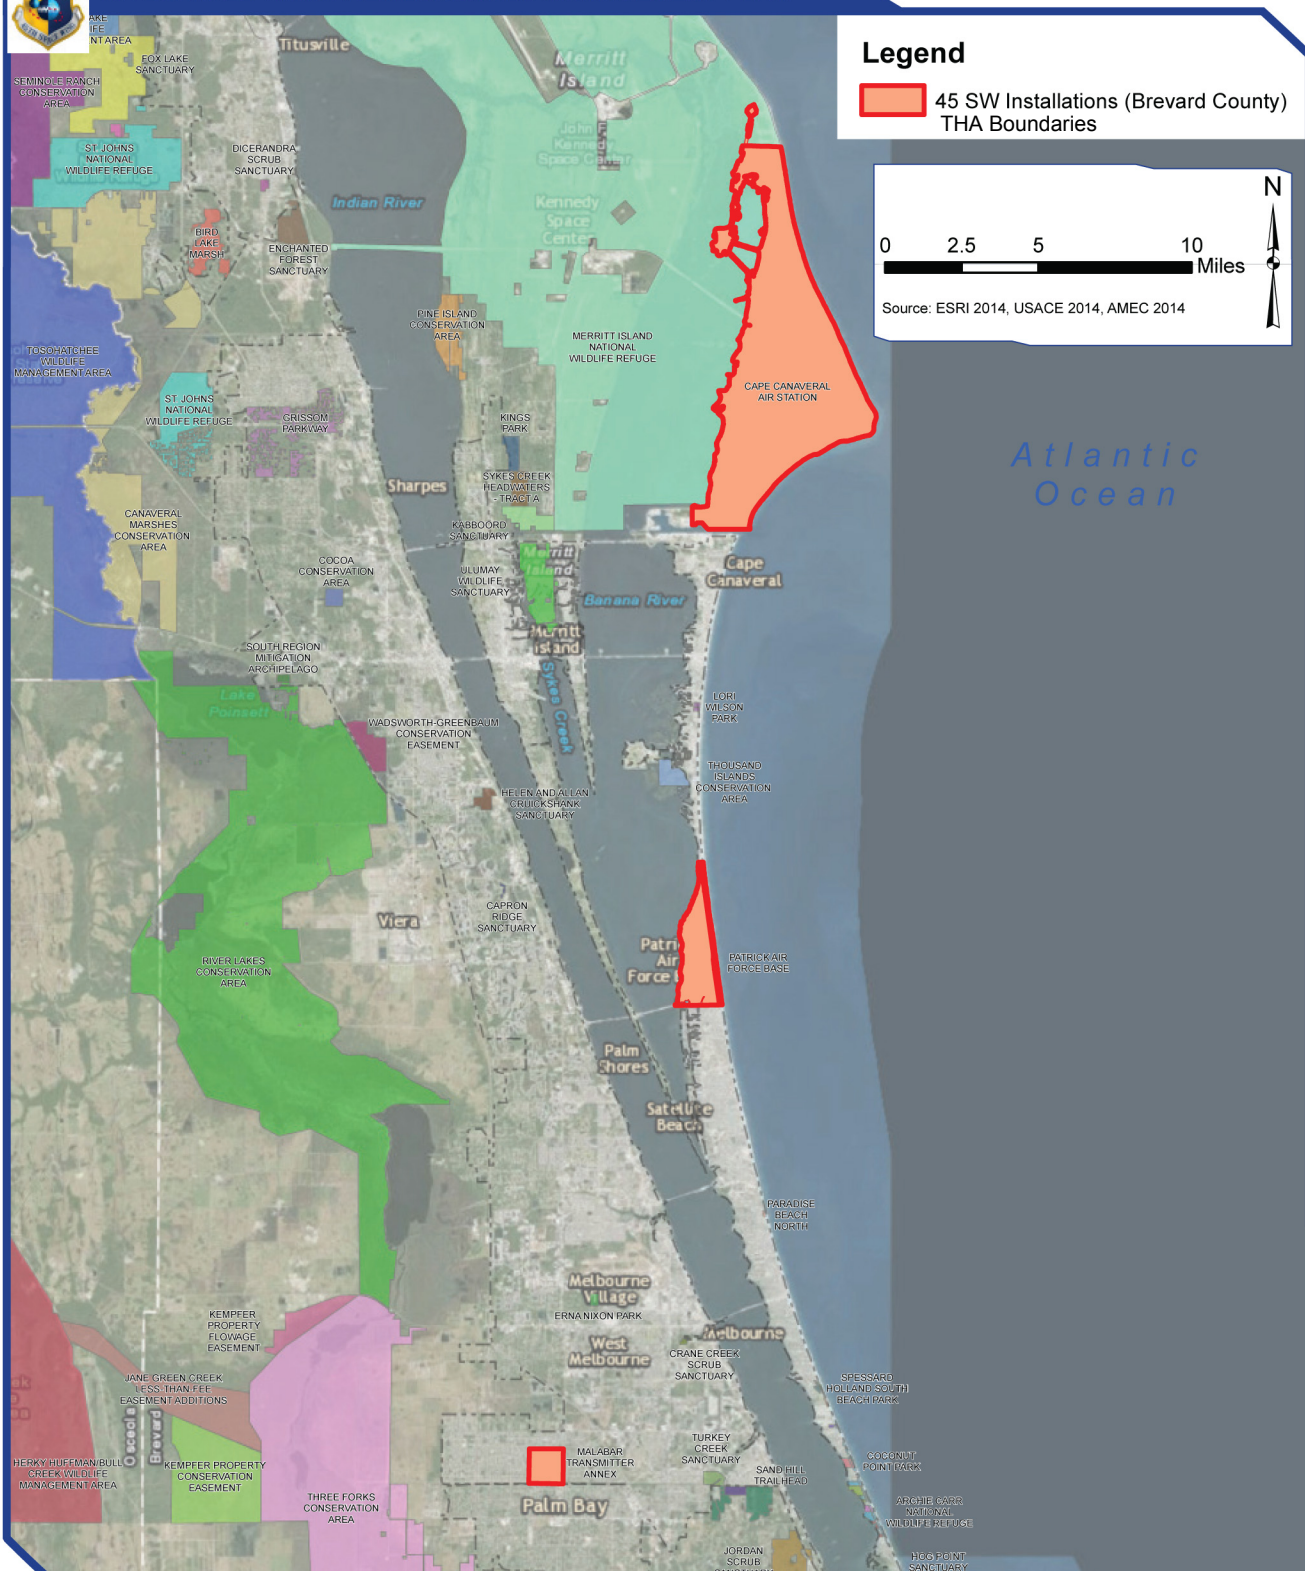 45TH SPACE WING
AKE
IFE
NT AREA
FOX LAKE
SANCTUARY
SEMINOLE RANCH
CONSERVATION
AREA
ST JOHNS
NATIONAL
WILDLIFE REFUGE
DICERANDRA
SCRUB
SANCTUARY
Titusville
Merritt
Island
John F
Kennedy
Space Center
Indian River
Kennedy
Space
Center
BIRD
LAKE
MARSH
ENCHANTED
FOREST
SANCTUARY
Legend
45 SW Installations (Brevard County)
THA Boundaries
N
0 2.5 5 10
Miles
Source: ESRI 2014, USACE 2014, AMEC 2014
PINE ISLAND
CONSERVATION
AREA
MERRITT ISLAND
NATIONAL
WILDLIFE REFUGE
TOSOHATCHEE
WILDLIFE
MANAGEMENT AREA
CAPE CANAVERAL
AIR STATION
ST JOHNS
NATIONAL
WILDLIFE REFUGE
GRISSOM
PARKWAY
KINGS
PARK
Atlantic
Ocean
Sharpes
SYKES CREEK
HEADWATERS
- TRACT A
CANAVERAL
MARSHES
CONSERVATION
AREA
KABBOORD
SANCTUARY
Merritt
Island
COCOA
CONSERVATION
AREA
ULUMAY
WILDLIFE
SANCTUARY
Cape
Canaveral
Banana River
Merritt
Island
SOUTH REGION
MITIGATION
ARCHIPELAGO
Sykes Creek
Lake
Poinsett
LORI
WILSON
PARK
WADSWORTH-GREENBAUM
CONSERVATION
EASEMENT
THOUSAND
ISLANDS
CONSERVATION
AREA
HELEN AND ALLAN
CRUICKSHANK
SANCTUARY
Viera
CAPRON
RIDGE
SANCTUARY
Patri
Air
Force
PATRICK AIR
FORCE BASE
RIVER LAKES
CONSERVATION
AREA
Palm
Shores
Satellite
Beach
PARADISE
BEACH
NORTH
Melbourne
Village
ERNA NIXON PARK
KEMPFER
PROPERTY
FLOWAGE
EASEMENT
West
Melbourne
Melbourne
CRANE CREEK
SCRUB
SANCTUARY
JANE GREEN CREEK
LESS-THAN-FEE
EASEMENT ADDITIONS
SPESSARD
HOLLAND SOUTH
BEACH PARK
Osceola
Brevard
HERKY HUFFMAN/BULL
CREEK WILDLIFE
MANAGEMENT AREA
KEMPFER PROPERTY
CONSERVATION
EASEMENT
MALABAR
TRANSMITTER
ANNEX
TURKEY
CREEK
SANCTUARY
SAND HILL
TRAILHEAD
COCONUT
POINT PARK
THREE FORKS
CONSERVATION
AREA
Palm Bay
ARCHIE CARR
NATIONAL
WILDLIFE REFUGE
JORDAN
SCRUB
SANCTUARY
HOG POINT
SANCTUARY